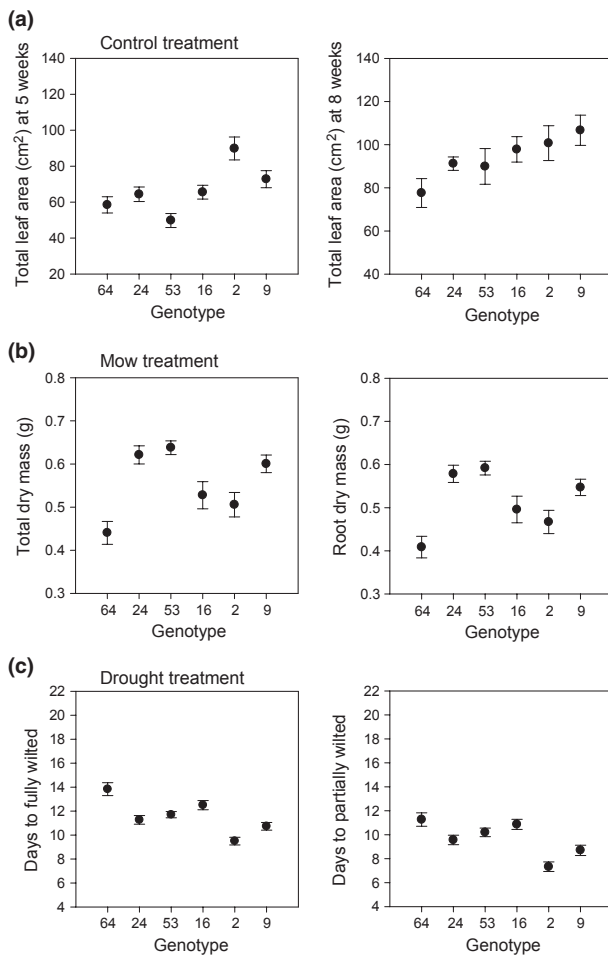 (a)
Control treatment
Total leaf area (cm²) at 5 weeks
140
120
100
80
60
40
20
64 24 53 16 2 9
Genotype
Total leaf area (cm²) at 8 weeks
140
120
100
80
60
40
64 24 53 16 2 9
Genotype
(b)
Mow treatment
Total dry mass (g)
0.8
0.7
0.6
0.5
0.4
0.3
64 24 53 16 2 9
Genotype
Root dry mass (g)
0.8
0.7
0.6
0.5
0.4
0.3
64 24 53 16 2 9
Genotype
(c)
Drought treatment
Days to fully wilted
22
20
18
16
14
12
10
8
6
4
64 24 53 16 2 9
Genotype
Days to partially wilted
22
20
18
16
14
12
10
8
6
4
64 24 53 16 2 9
Genotype